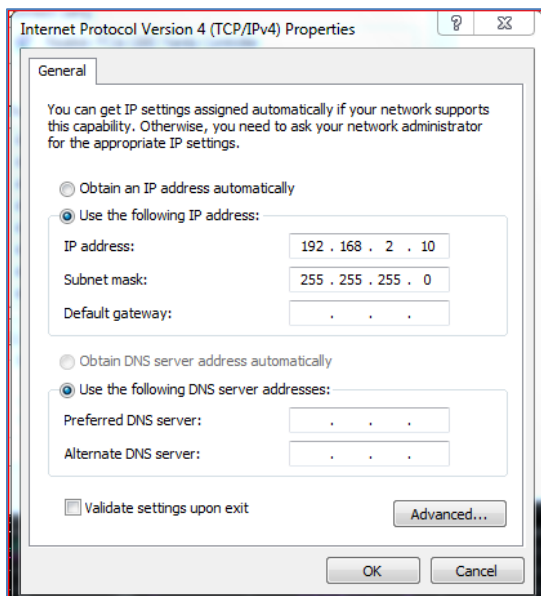 Internet Protocol Version 4 (TCP/IPv4) Properties
General
You can get IP settings assigned automatically if your network supports
this capability. Otherwise, you need to ask your network administrator
for the appropriate IP settings.
Obtain an IP address automatically
Use the following IP address:
IP address: 192 . 168 . 2 . 10
Subnet mask: 255 . 255 . 255 . 0
Default gateway: . . .
Obtain DNS server address automatically
Use the following DNS server addresses:
Preferred DNS server: . . .
Alternate DNS server: . . .
Validate settings upon exit
Advanced...
OK Cancel